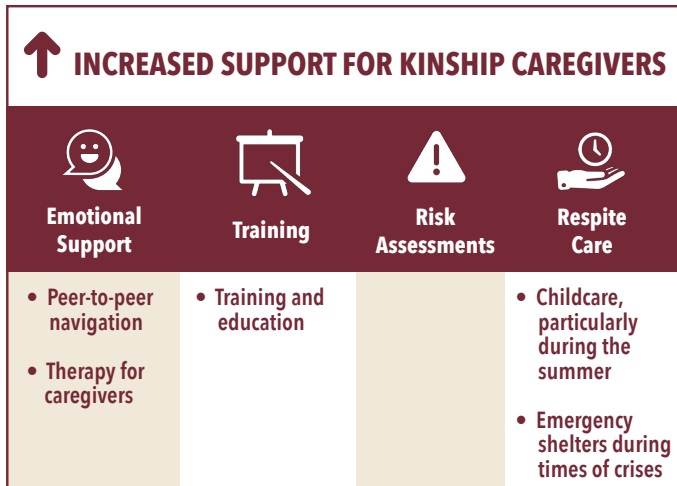 INCREASED SUPPORT FOR KINSHIP CAREGIVERS
Emotional
Support
Training
Risk
Assessments
Respite
Care
• Peer-to-peer
navigation
• Therapy for
caregivers
• Training and
education
• Childcare,
particularly
during the
summer
• Emergency
shelters during
times of crises